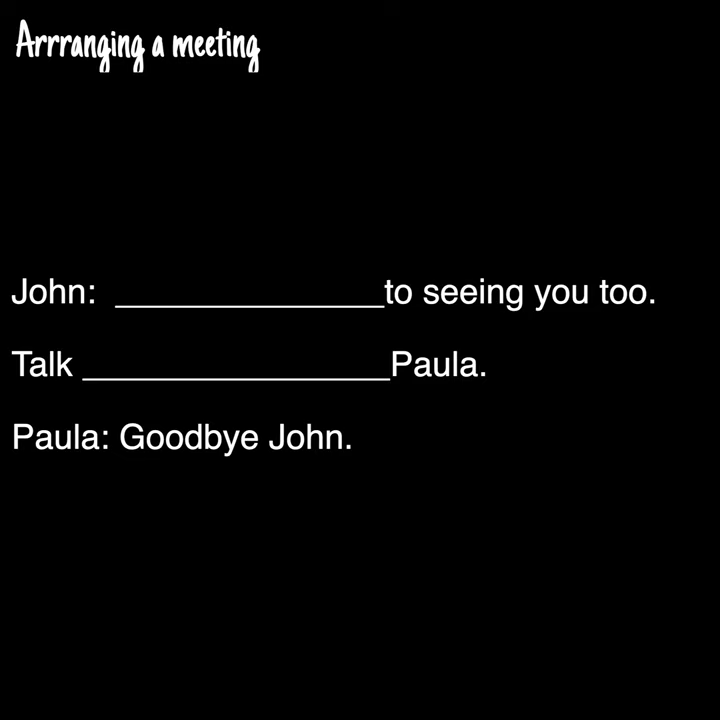 Arrranging a meeting
John: _______________to seeing you too.
Talk _________________Paula.
Paula: Goodbye John.